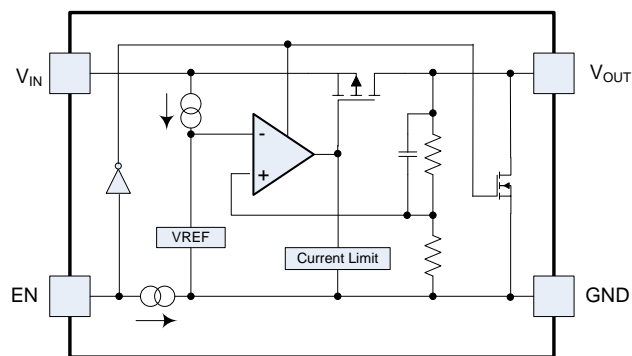 VIN
VOUT
-
+
VREF
Current Limit
EN
GND